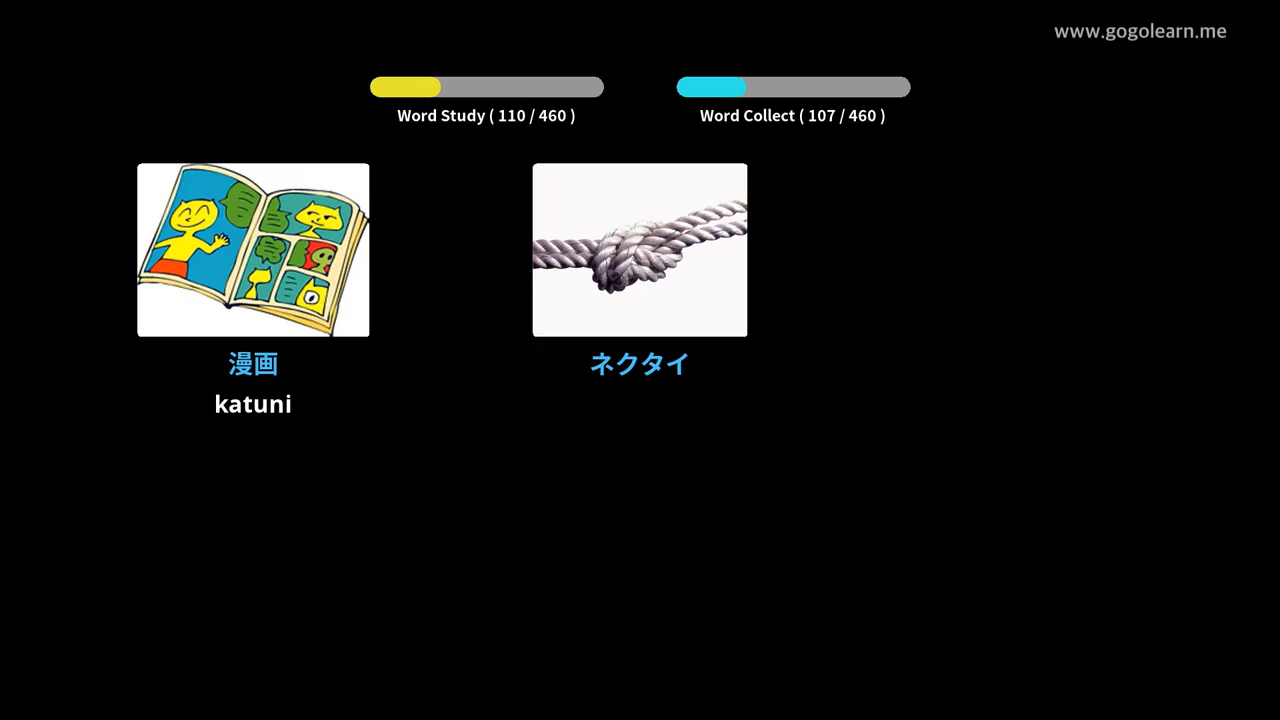 www.gogolearn.me
Word Study ( 110 / 460 )
Word Collect ( 107 / 460 )
漫画
katuni
ネクタイ